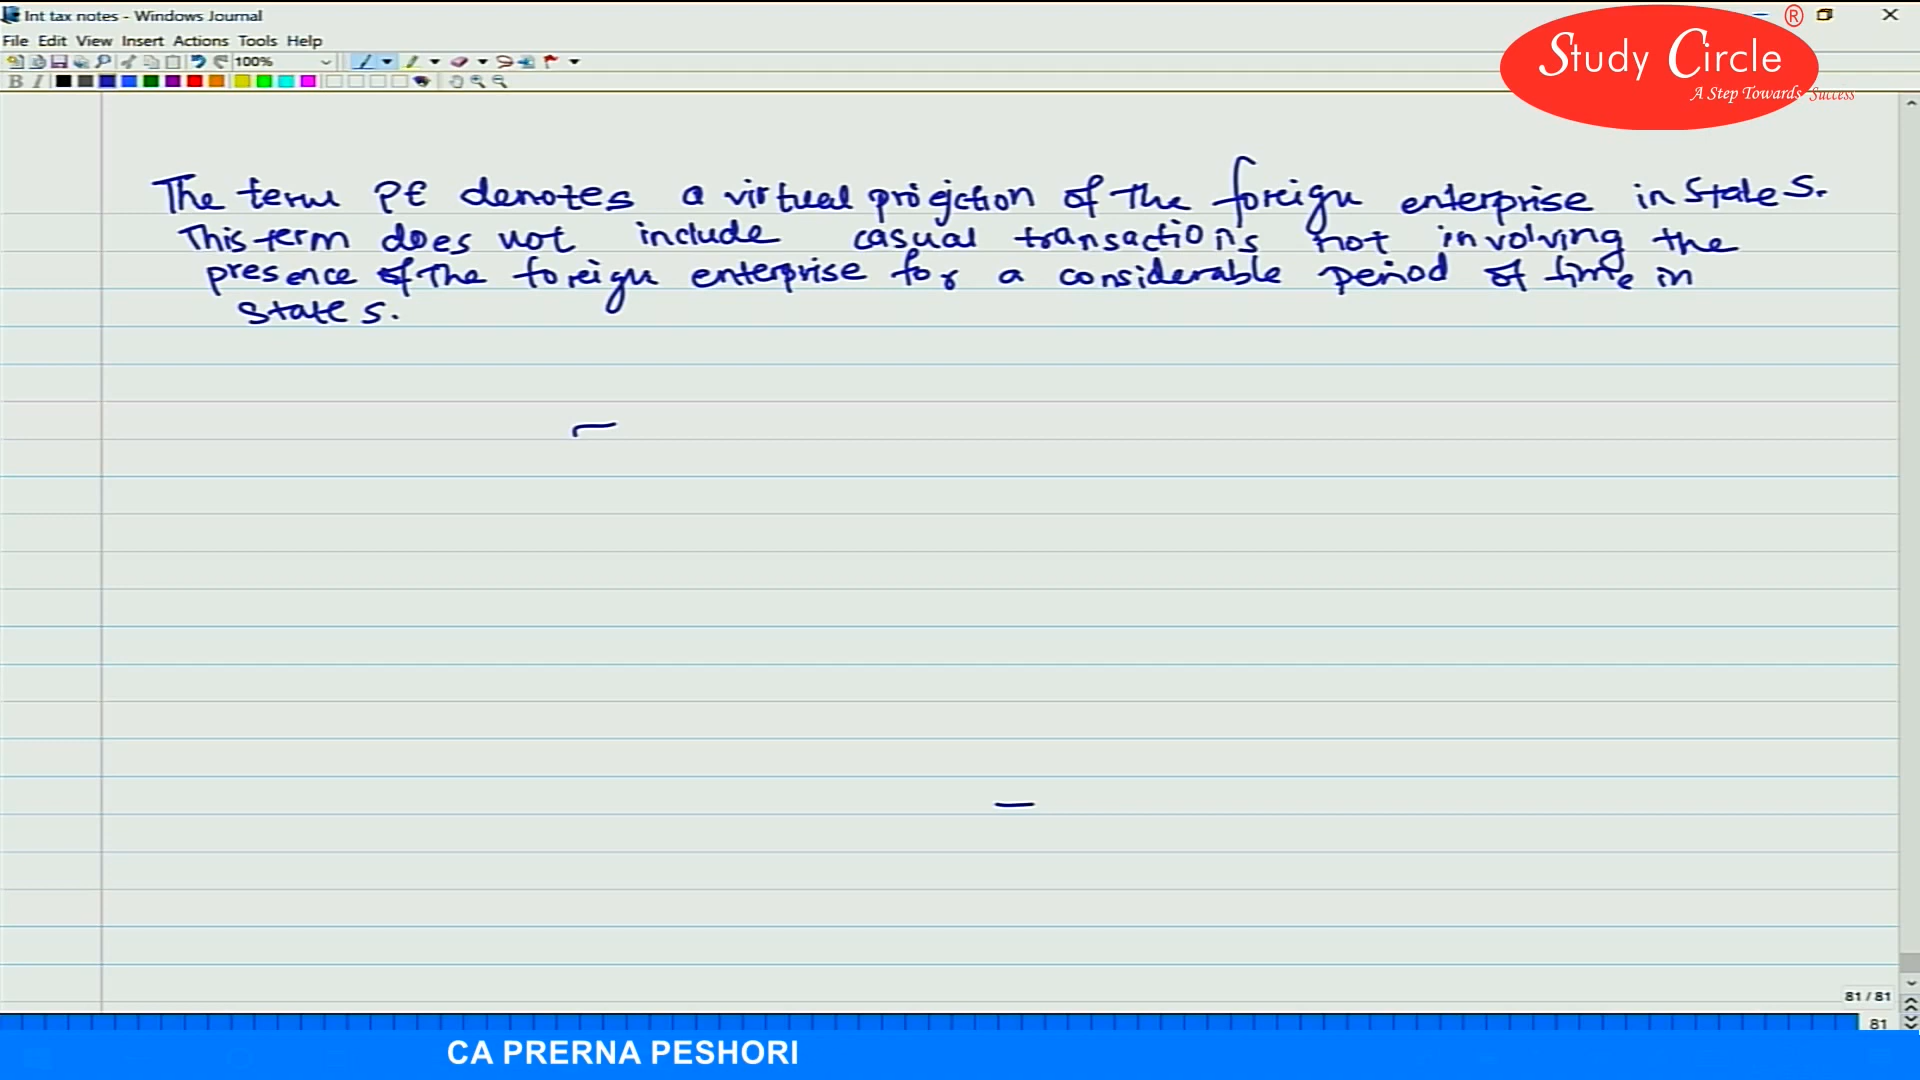 Int tax notes - Windows Journal
File Edit View Insert Actions Tools Help
100%
B I
®
Study Circle
A Step Towards Success
The term PE denotes a virtual projection of the foreign enterprise in State S.
This term does not include casual transactions not involving the
presence of the foreign enterprise for a considerable period of time in
State S.
81 / 81
81
CA PRERNA PESHORI